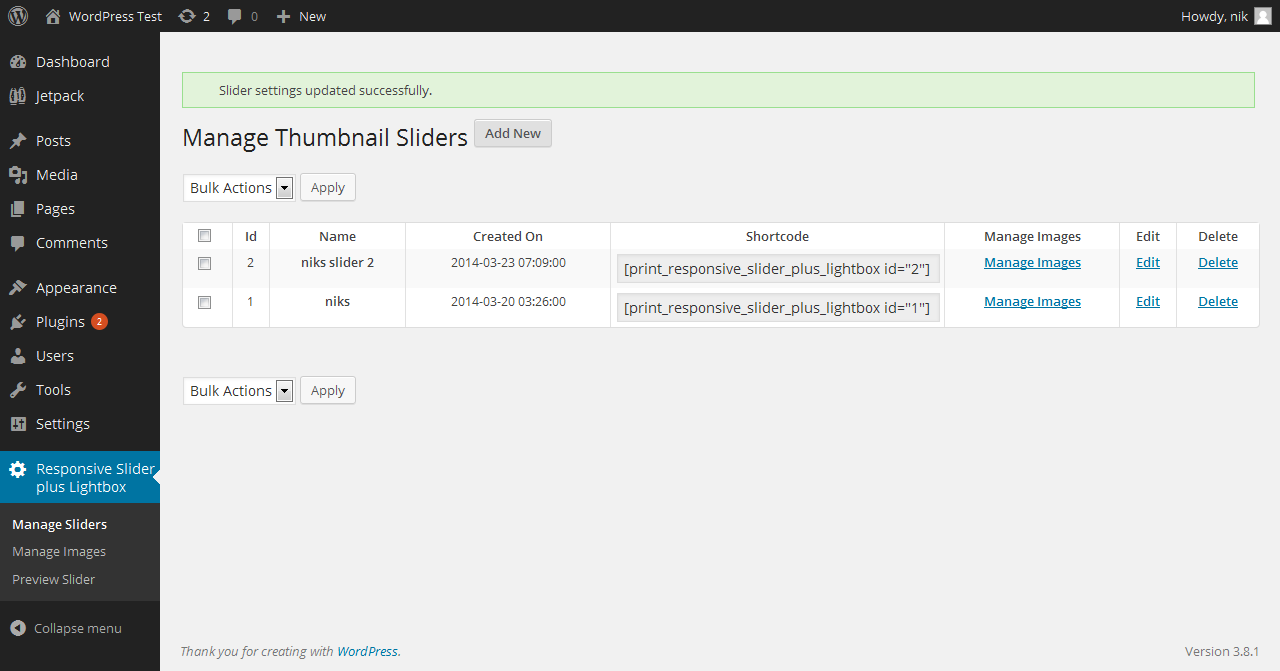 WordPress Test 2 0 New Howdy, nik
Dashboard
Jetpack
Posts
Media
Pages
Comments
Appearance
Plugins 2
Users
Tools
Settings
Responsive Slider
plus Lightbox
Manage Sliders
Manage Images
Preview Slider
Collapse menu
Slider settings updated successfully.
Manage Thumbnail Sliders Add New
Bulk Actions Apply
Id Name Created On Shortcode Manage Images Edit Delete
2 niks slider 2 2014-03-23 07:09:00 [print_responsive_slider_plus_lightbox id="2"] Manage Images Edit Delete
1 niks 2014-03-20 03:26:00 [print_responsive_slider_plus_lightbox id="1"] Manage Images Edit Delete
Bulk Actions Apply
Thank you for creating with WordPress. Version 3.8.1